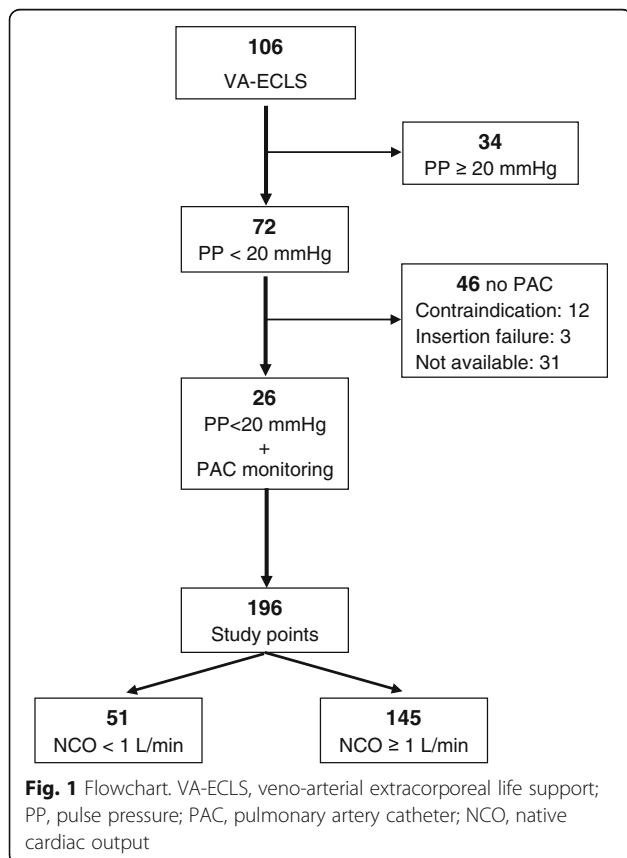 106
VA-ECLS
34
PP ≥ 20 mmHg
72
PP < 20 mmHg
46 no PAC
Contraindication: 12
Insertion failure: 3
Not available: 31
26
PP<20 mmHg
+
PAC monitoring
196
Study points
51
NCO < 1 L/min
145
NCO ≥ 1 L/min
Fig. 1 Flowchart. VA-ECLS, veno-arterial extracorporeal life support;
PP, pulse pressure; PAC, pulmonary artery catheter; NCO, native
cardiac output